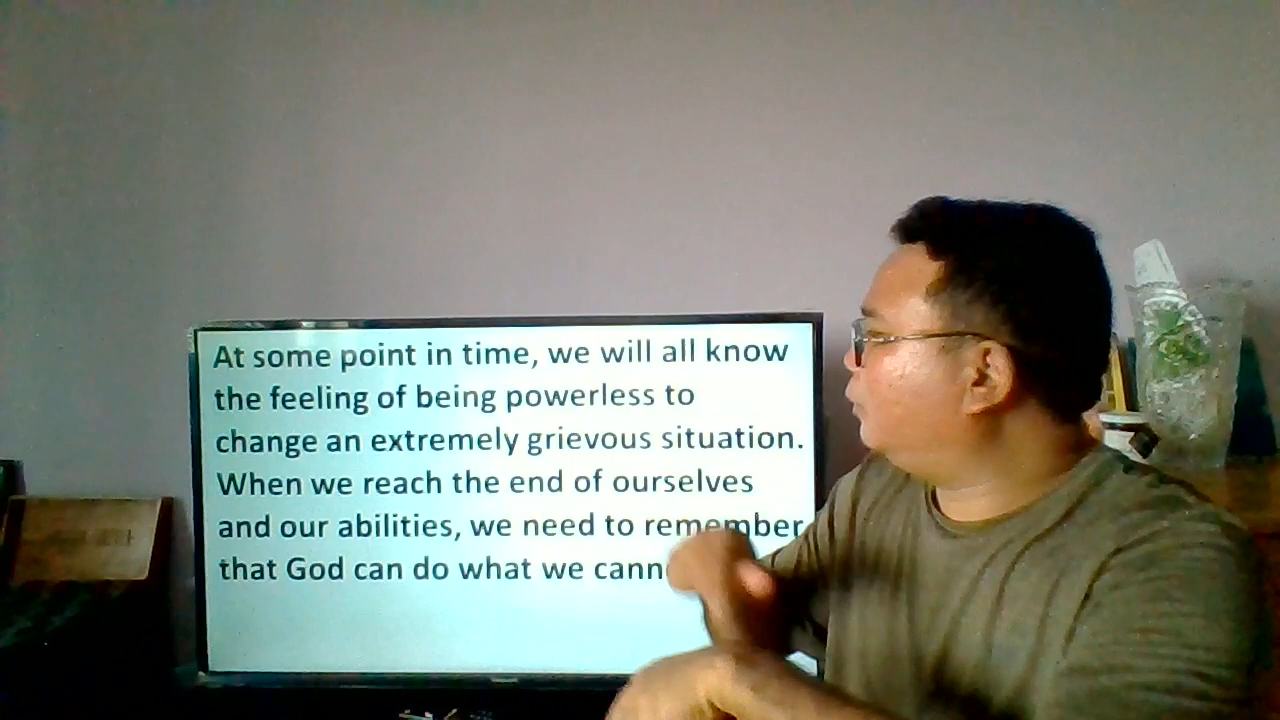 At some point in time, we will all know
the feeling of being powerless to
change an extremely grievous situation.
When we reach the end of ourselves
and our abilities, we need to remember
that God can do what we